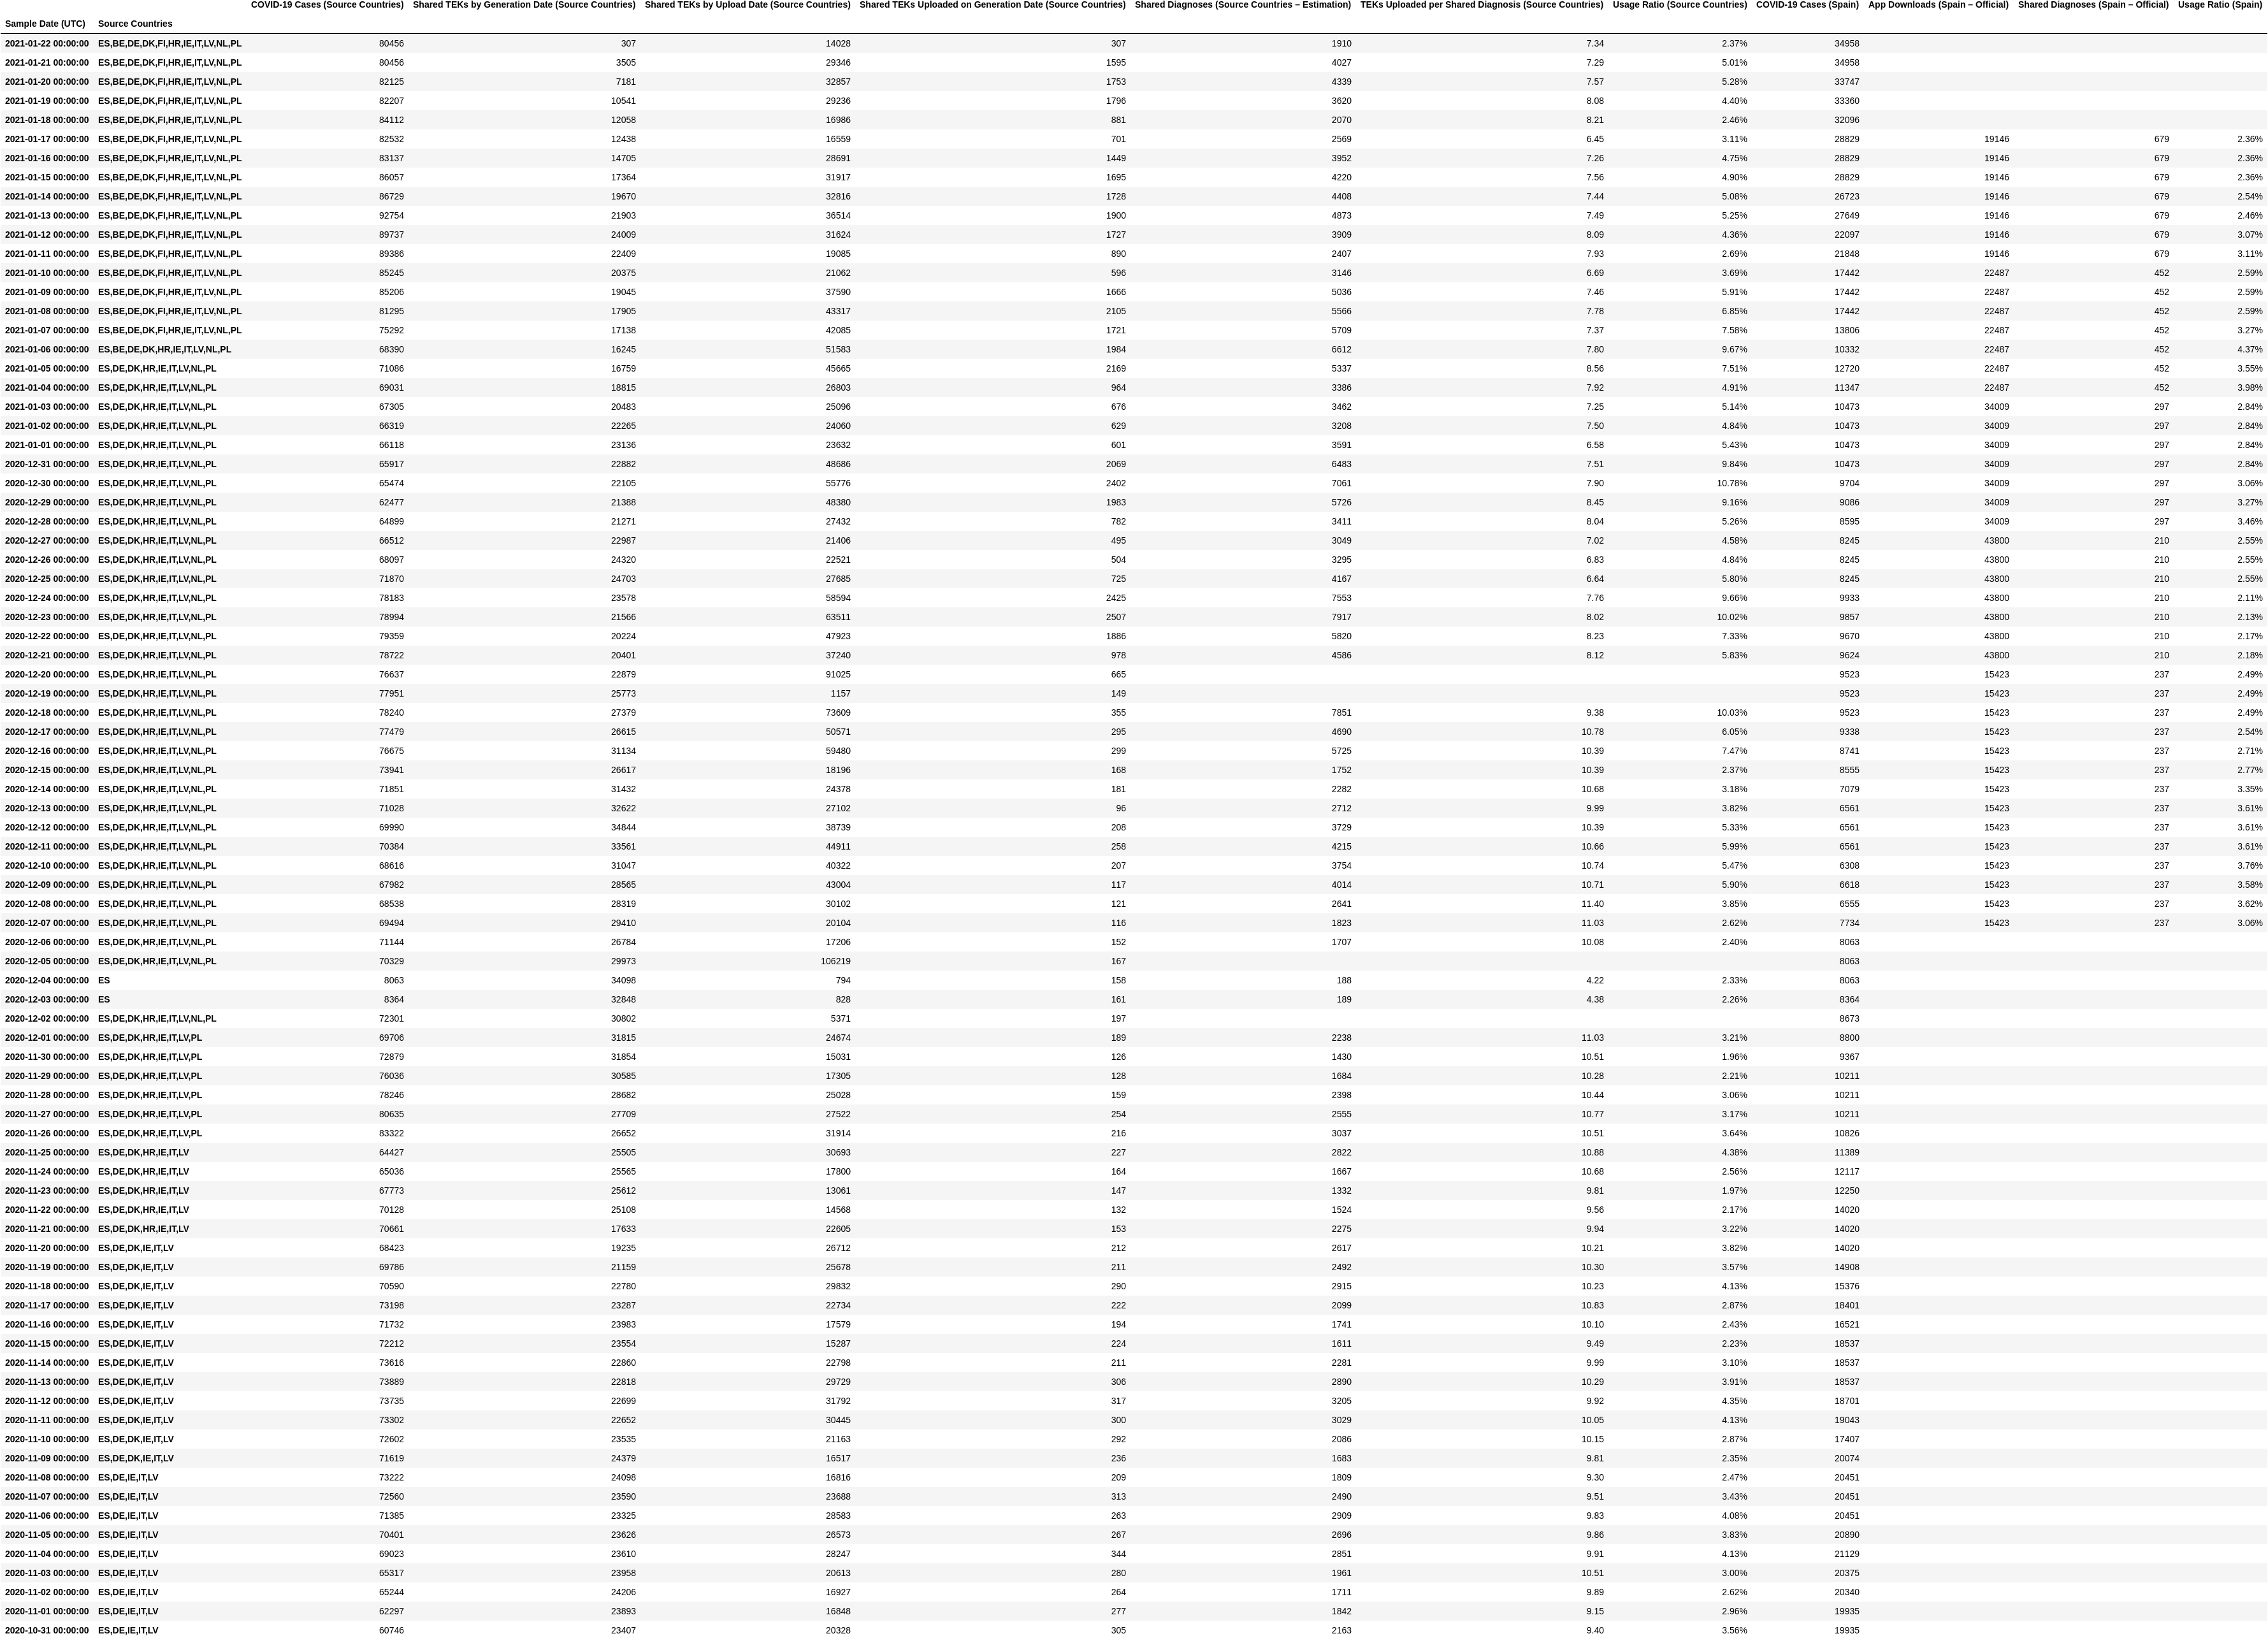 COVID-19 Cases (Source Countries) Shared TEKs by Generation Date (Source Countries) Shared TEKs by Upload Date (Source Countries) Shared TEKs Uploaded on Generation Date (Source Countries) Shared Diagnoses (Source Countries – Estimation) TEKs Uploaded per Shared Diagnosis (Source Countries) Usage Ratio (Source Countries) COVID-19 Cases (Spain) App Downloads (Spain – Official) Shared Diagnoses (Spain – Official) Usage Ratio (Spain)
Sample Date (UTC) Source Countries
2021-01-22 00:00:00 ES,BE,DE,DK,FI,HR,IE,IT,LV,NL,PL 80456 307 14028 307 1910 7.34 2.37% 34958
2021-01-21 00:00:00 ES,BE,DE,DK,FI,HR,IE,IT,LV,NL,PL 80456 3505 29346 1595 4027 7.29 5.01% 34958
2021-01-20 00:00:00 ES,BE,DE,DK,FI,HR,IE,IT,LV,NL,PL 82125 7181 32857 1753 4339 7.57 5.28% 33747
2021-01-19 00:00:00 ES,BE,DE,DK,FI,HR,IE,IT,LV,NL,PL 82207 10541 29236 1796 3620 8.08 4.40% 33360
2021-01-18 00:00:00 ES,BE,DE,DK,FI,HR,IE,IT,LV,NL,PL 84112 12058 16986 881 2070 8.21 2.46% 32096
2021-01-17 00:00:00 ES,BE,DE,DK,FI,HR,IE,IT,LV,NL,PL 82532 12438 16559 701 2569 6.45 3.11% 28829 19146 679 2.36%
2021-01-16 00:00:00 ES,BE,DE,DK,FI,HR,IE,IT,LV,NL,PL 83137 14705 28691 1449 3952 7.26 4.75% 28829 19146 679 2.36%
2021-01-15 00:00:00 ES,BE,DE,DK,FI,HR,IE,IT,LV,NL,PL 86057 17364 31917 1695 4220 7.56 4.90% 28829 19146 679 2.36%
2021-01-14 00:00:00 ES,BE,DE,DK,FI,HR,IE,IT,LV,NL,PL 86729 19670 32816 1728 4408 7.44 5.08% 26723 19146 679 2.54%
2021-01-13 00:00:00 ES,BE,DE,DK,FI,HR,IE,IT,LV,NL,PL 92754 21903 36514 1900 4873 7.49 5.25% 27649 19146 679 2.46%
2021-01-12 00:00:00 ES,BE,DE,DK,FI,HR,IE,IT,LV,NL,PL 89737 24009 31624 1727 3909 8.09 4.36% 22097 19146 679 3.07%
2021-01-11 00:00:00 ES,BE,DE,DK,FI,HR,IE,IT,LV,NL,PL 89386 22409 19085 890 2407 7.93 2.69% 21848 19146 679 3.11%
2021-01-10 00:00:00 ES,BE,DE,DK,FI,HR,IE,IT,LV,NL,PL 85245 20375 21062 596 3146 6.69 3.69% 17442 22487 452 2.59%
2021-01-09 00:00:00 ES,BE,DE,DK,FI,HR,IE,IT,LV,NL,PL 85206 19045 37590 1666 5036 7.46 5.91% 17442 22487 452 2.59%
2021-01-08 00:00:00 ES,BE,DE,DK,FI,HR,IE,IT,LV,NL,PL 81295 17905 43317 2105 5566 7.78 6.85% 17442 22487 452 2.59%
2021-01-07 00:00:00 ES,BE,DE,DK,FI,HR,IE,IT,LV,NL,PL 75292 17138 42085 1721 5709 7.37 7.58% 13806 22487 452 3.27%
2021-01-06 00:00:00 ES,BE,DE,DK,HR,IE,IT,LV,NL,PL 68390 16245 51583 1984 6612 7.80 9.67% 10332 22487 452 4.37%
2021-01-05 00:00:00 ES,DE,DK,HR,IE,IT,LV,NL,PL 71086 16759 45665 2169 5337 8.56 7.51% 12720 22487 452 3.55%
2021-01-04 00:00:00 ES,DE,DK,HR,IE,IT,LV,NL,PL 69031 18815 26803 964 3386 7.92 4.91% 11347 22487 452 3.98%
2021-01-03 00:00:00 ES,DE,DK,HR,IE,IT,LV,NL,PL 67305 20483 25096 676 3462 7.25 5.14% 10473 34009 297 2.84%
2021-01-02 00:00:00 ES,DE,DK,HR,IE,IT,LV,NL,PL 66319 22265 24060 629 3208 7.50 4.84% 10473 34009 297 2.84%
2021-01-01 00:00:00 ES,DE,DK,HR,IE,IT,LV,NL,PL 66118 23136 23632 601 3591 6.58 5.43% 10473 34009 297 2.84%
2020-12-31 00:00:00 ES,DE,DK,HR,IE,IT,LV,NL,PL 65917 22882 48686 2069 6483 7.51 9.84% 10473 34009 297 2.84%
2020-12-30 00:00:00 ES,DE,DK,HR,IE,IT,LV,NL,PL 65474 22105 55776 2402 7061 7.90 10.78% 9704 34009 297 3.06%
2020-12-29 00:00:00 ES,DE,DK,HR,IE,IT,LV,NL,PL 62477 21388 48380 1983 5726 8.45 9.16% 9086 34009 297 3.27%
2020-12-28 00:00:00 ES,DE,DK,HR,IE,IT,LV,NL,PL 64899 21271 27432 782 3411 8.04 5.26% 8595 34009 297 3.46%
2020-12-27 00:00:00 ES,DE,DK,HR,IE,IT,LV,NL,PL 66512 22987 21406 495 3049 7.02 4.58% 8245 43800 210 2.55%
2020-12-26 00:00:00 ES,DE,DK,HR,IE,IT,LV,NL,PL 68097 24320 22521 504 3295 6.83 4.84% 8245 43800 210 2.55%
2020-12-25 00:00:00 ES,DE,DK,HR,IE,IT,LV,NL,PL 71870 24703 27685 725 4167 6.64 5.80% 8245 43800 210 2.55%
2020-12-24 00:00:00 ES,DE,DK,HR,IE,IT,LV,NL,PL 78183 23578 58594 2425 7553 7.76 9.66% 9933 43800 210 2.11%
2020-12-23 00:00:00 ES,DE,DK,HR,IE,IT,LV,NL,PL 78994 21566 63511 2507 7917 8.02 10.02% 9857 43800 210 2.13%
2020-12-22 00:00:00 ES,DE,DK,HR,IE,IT,LV,NL,PL 79359 20224 47923 1886 5820 8.23 7.33% 9670 43800 210 2.17%
2020-12-21 00:00:00 ES,DE,DK,HR,IE,IT,LV,NL,PL 78722 20401 37240 978 4586 8.12 5.83% 9624 43800 210 2.18%
2020-12-20 00:00:00 ES,DE,DK,HR,IE,IT,LV,NL,PL 76637 22879 91025 665 9523 15423 237 2.49%
2020-12-19 00:00:00 ES,DE,DK,HR,IE,IT,LV,NL,PL 77951 25773 1157 149 9523 15423 237 2.49%
2020-12-18 00:00:00 ES,DE,DK,HR,IE,IT,LV,NL,PL 78240 27379 73609 355 7851 9.38 10.03% 9523 15423 237 2.49%
2020-12-17 00:00:00 ES,DE,DK,HR,IE,IT,LV,NL,PL 77479 26615 50571 295 4690 10.78 6.05% 9338 15423 237 2.54%
2020-12-16 00:00:00 ES,DE,DK,HR,IE,IT,LV,NL,PL 76675 31134 59480 299 5725 10.39 7.47% 8741 15423 237 2.71%
2020-12-15 00:00:00 ES,DE,DK,HR,IE,IT,LV,NL,PL 73941 26617 18196 168 1752 10.39 2.37% 8555 15423 237 2.77%
2020-12-14 00:00:00 ES,DE,DK,HR,IE,IT,LV,NL,PL 71851 31432 24378 181 2282 10.68 3.18% 7079 15423 237 3.35%
2020-12-13 00:00:00 ES,DE,DK,HR,IE,IT,LV,NL,PL 71028 32622 27102 96 2712 9.99 3.82% 6561 15423 237 3.61%
2020-12-12 00:00:00 ES,DE,DK,HR,IE,IT,LV,NL,PL 69990 34844 38739 208 3729 10.39 5.33% 6561 15423 237 3.61%
2020-12-11 00:00:00 ES,DE,DK,HR,IE,IT,LV,NL,PL 70384 33561 44911 258 4215 10.66 5.99% 6561 15423 237 3.61%
2020-12-10 00:00:00 ES,DE,DK,HR,IE,IT,LV,NL,PL 68616 31047 40322 207 3754 10.74 5.47% 6308 15423 237 3.76%
2020-12-09 00:00:00 ES,DE,DK,HR,IE,IT,LV,NL,PL 67982 28565 43004 117 4014 10.71 5.90% 6618 15423 237 3.58%
2020-12-08 00:00:00 ES,DE,DK,HR,IE,IT,LV,NL,PL 68538 28319 30102 121 2641 11.40 3.85% 6555 15423 237 3.62%
2020-12-07 00:00:00 ES,DE,DK,HR,IE,IT,LV,NL,PL 69494 29410 20104 116 1823 11.03 2.62% 7734 15423 237 3.06%
2020-12-06 00:00:00 ES,DE,DK,HR,IE,IT,LV,NL,PL 71144 26784 17206 152 1707 10.08 2.40% 8063
2020-12-05 00:00:00 ES,DE,DK,HR,IE,IT,LV,NL,PL 70329 29973 106219 167 8063
2020-12-04 00:00:00 ES 8063 34098 794 158 188 4.22 2.33% 8063
2020-12-03 00:00:00 ES 8364 32848 828 161 189 4.38 2.26% 8364
2020-12-02 00:00:00 ES,DE,DK,HR,IE,IT,LV,NL,PL 72301 30802 5371 197 8673
2020-12-01 00:00:00 ES,DE,DK,HR,IE,IT,LV,PL 69706 31815 24674 189 2238 11.03 3.21% 8800
2020-11-30 00:00:00 ES,DE,DK,HR,IE,IT,LV,PL 72879 31854 15031 126 1430 10.51 1.96% 9367
2020-11-29 00:00:00 ES,DE,DK,HR,IE,IT,LV,PL 76036 30585 17305 128 1684 10.28 2.21% 10211
2020-11-28 00:00:00 ES,DE,DK,HR,IE,IT,LV,PL 78246 28682 25028 159 2398 10.44 3.06% 10211
2020-11-27 00:00:00 ES,DE,DK,HR,IE,IT,LV,PL 80635 27709 27522 254 2555 10.77 3.17% 10211
2020-11-26 00:00:00 ES,DE,DK,HR,IE,IT,LV,PL 83322 26652 31914 216 3037 10.51 3.64% 10826
2020-11-25 00:00:00 ES,DE,DK,HR,IE,IT,LV 64427 25505 30693 227 2822 10.88 4.38% 11389
2020-11-24 00:00:00 ES,DE,DK,HR,IE,IT,LV 65036 25565 17800 164 1667 10.68 2.56% 12117
2020-11-23 00:00:00 ES,DE,DK,HR,IE,IT,LV 67773 25612 13061 147 1332 9.81 1.97% 12250
2020-11-22 00:00:00 ES,DE,DK,HR,IE,IT,LV 70128 25108 14568 132 1524 9.56 2.17% 14020
2020-11-21 00:00:00 ES,DE,DK,HR,IE,IT,LV 70661 17633 22605 153 2275 9.94 3.22% 14020
2020-11-20 00:00:00 ES,DE,DK,IE,IT,LV 68423 19235 26712 212 2617 10.21 3.82% 14020
2020-11-19 00:00:00 ES,DE,DK,IE,IT,LV 69786 21159 25678 211 2492 10.30 3.57% 14908
2020-11-18 00:00:00 ES,DE,DK,IE,IT,LV 70590 22780 29832 290 2915 10.23 4.13% 15376
2020-11-17 00:00:00 ES,DE,DK,IE,IT,LV 73198 23287 22734 222 2099 10.83 2.87% 18401
2020-11-16 00:00:00 ES,DE,DK,IE,IT,LV 71732 23983 17579 194 1741 10.10 2.43% 16521
2020-11-15 00:00:00 ES,DE,DK,IE,IT,LV 72212 23554 15287 224 1611 9.49 2.23% 18537
2020-11-14 00:00:00 ES,DE,DK,IE,IT,LV 73616 22860 22798 211 2281 9.99 3.10% 18537
2020-11-13 00:00:00 ES,DE,DK,IE,IT,LV 73889 22818 29729 306 2890 10.29 3.91% 18537
2020-11-12 00:00:00 ES,DE,DK,IE,IT,LV 73735 22699 31792 317 3205 9.92 4.35% 18701
2020-11-11 00:00:00 ES,DE,DK,IE,IT,LV 73302 22652 30445 300 3029 10.05 4.13% 19043
2020-11-10 00:00:00 ES,DE,DK,IE,IT,LV 72602 23535 21163 292 2086 10.15 2.87% 17407
2020-11-09 00:00:00 ES,DE,DK,IE,IT,LV 71619 24379 16517 236 1683 9.81 2.35% 20074
2020-11-08 00:00:00 ES,DE,IE,IT,LV 73222 24098 16816 209 1809 9.30 2.47% 20451
2020-11-07 00:00:00 ES,DE,IE,IT,LV 72560 23590 23688 313 2490 9.51 3.43% 20451
2020-11-06 00:00:00 ES,DE,IE,IT,LV 71385 23325 28583 263 2909 9.83 4.08% 20451
2020-11-05 00:00:00 ES,DE,IE,IT,LV 70401 23626 26573 267 2696 9.86 3.83% 20890
2020-11-04 00:00:00 ES,DE,IE,IT,LV 69023 23610 28247 344 2851 9.91 4.13% 21129
2020-11-03 00:00:00 ES,DE,IE,IT,LV 65317 23958 20613 280 1961 10.51 3.00% 20375
2020-11-02 00:00:00 ES,DE,IE,IT,LV 65244 24206 16927 264 1711 9.89 2.62% 20340
2020-11-01 00:00:00 ES,DE,IE,IT,LV 62297 23893 16848 277 1842 9.15 2.96% 19935
2020-10-31 00:00:00 ES,DE,IE,IT,LV 60746 23407 20328 305 2163 9.40 3.56% 19935